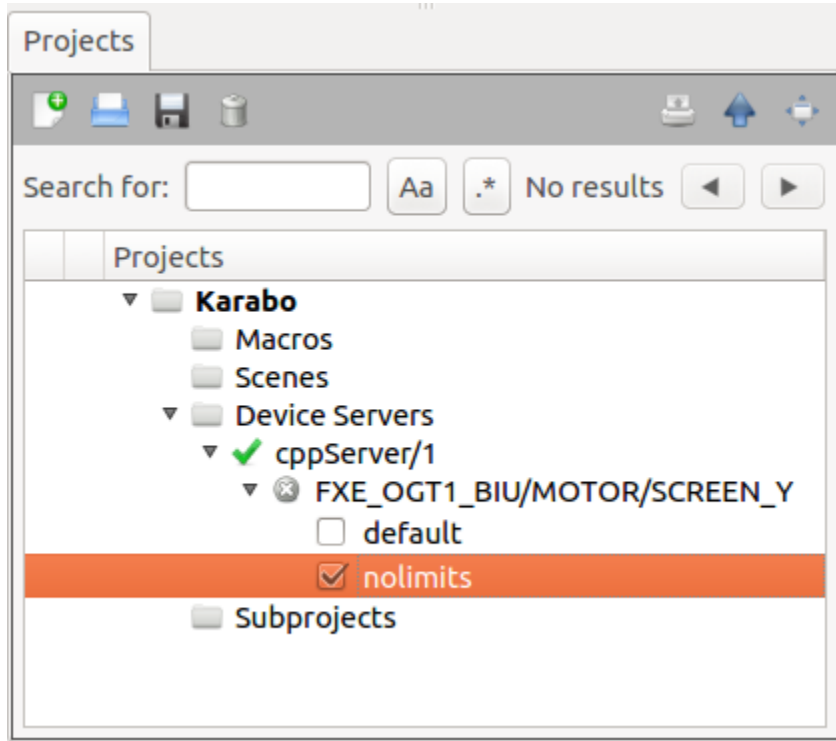 Projects
Search for: Aa .* No results
Projects
Karabo
Macros
Scenes
Device Servers
cppServer/1
FXE_OGT1_BIU/MOTOR/SCREEN_Y
default
nolimits
Subprojects